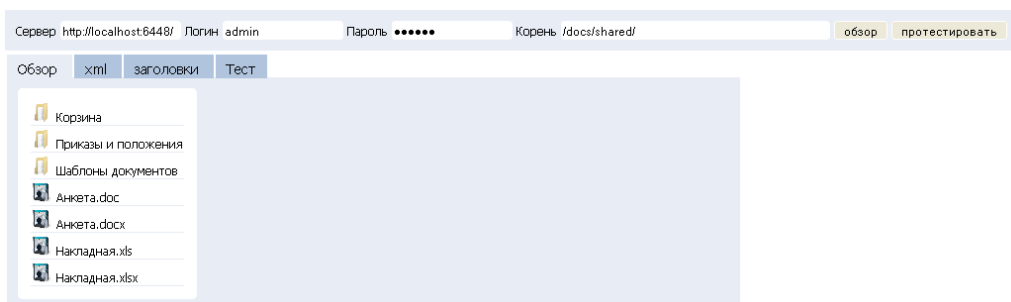 Сервер http://localhost:6448/ Логин admin Пароль •••••• Корень /docs/shared/ обзор протестировать
Обзор xml заголовки Тест
Корзина
Приказы и положения
Шаблоны документов
Анкета.doc
Анкета.docx
Накладная.xls
Накладная.xlsx